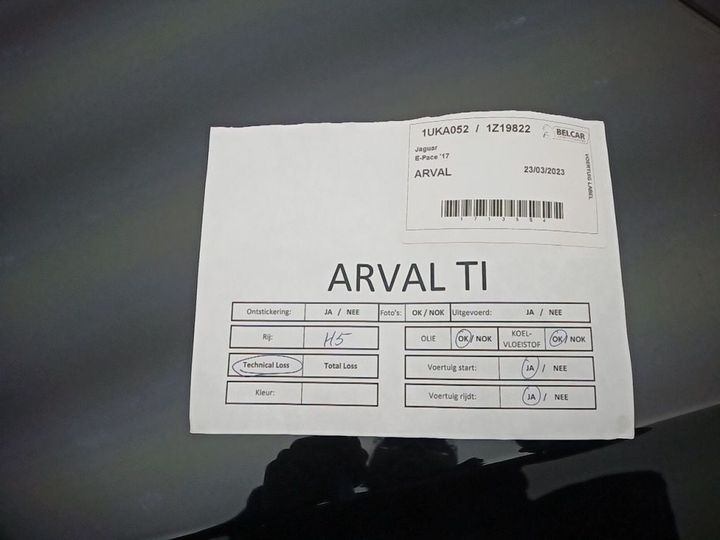 1UKA052 / 1Z19822 BELCAR
Jaguar
E-Pace '17
ARVAL 23/03/2023
VOERTUIG LABEL
ARVAL TI
Ontstickering: JA / NEE Foto's: OK / NOK Uitgevoerd: JA / NEE
Rij: H5 OLIE OK / NOK KOEL-VLOEISTOF OK / NOK
Technical Loss Total Loss Voertuig start: JA / NEE
Kleur: Voertuig rijdt: JA / NEE